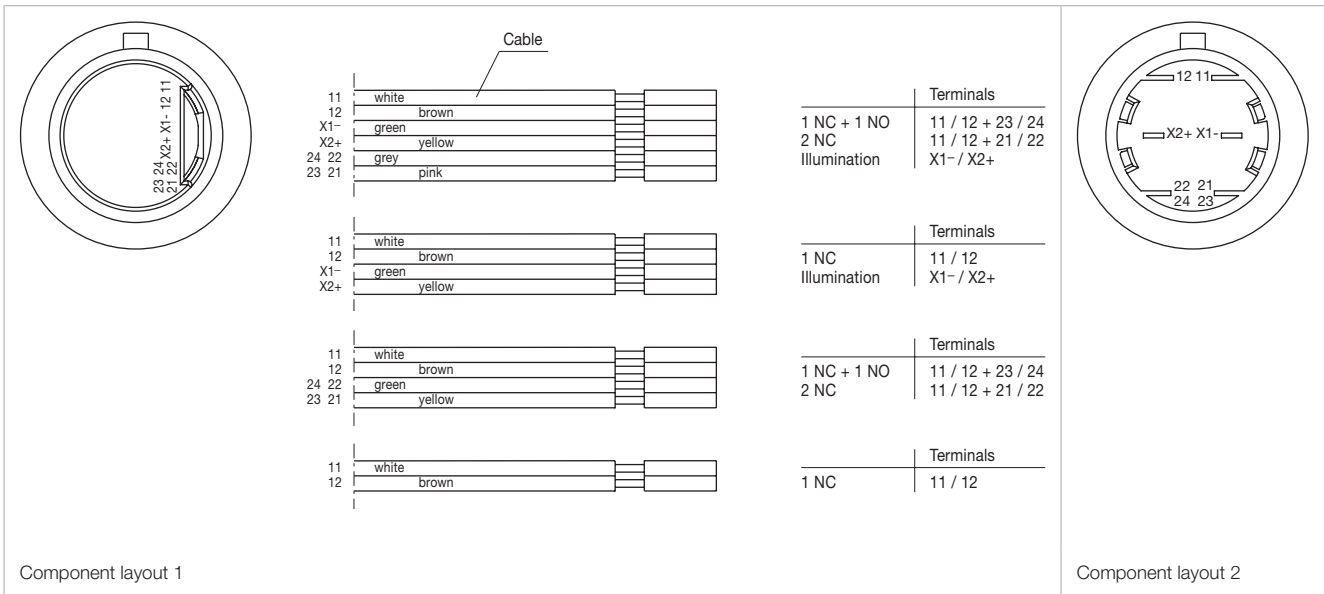 Cable
23 24 X2+ X1- 12 11
21 22
11 white
12 brown
X1– green
X2+ yellow
24 22 grey
23 21 pink
Terminals
1 NC + 1 NO 11 / 12 + 23 / 24
2 NC 11 / 12 + 21 / 22
Illumination X1– / X2+
11 white
12 brown
X1– green
X2+ yellow
Terminals
1 NC 11 / 12
Illumination X1– / X2+
11 white
12 brown
24 22 green
23 21 yellow
Terminals
1 NC + 1 NO 11 / 12 + 23 / 24
2 NC 11 / 12 + 21 / 22
11 white
12 brown
Terminals
1 NC 11 / 12
Component layout 1
12 11
X2+ X1-
22 21
24 23
Component layout 2